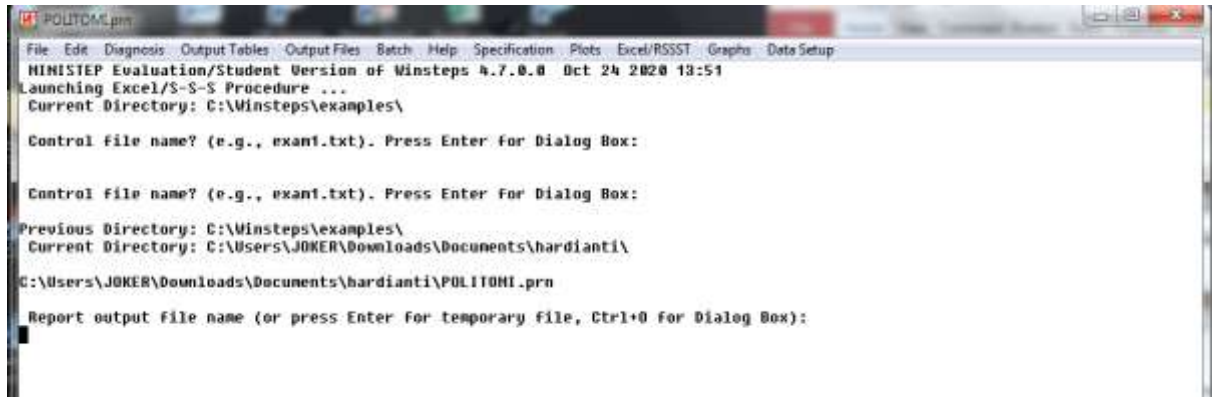 POLITOMI.prn
File Edit Diagnosis Output Tables Output Files Batch Help Specification Plots Excel/RSSST Graphs Data Setup
MINISTEP Evaluation/Student Version of Winsteps 4.7.0.0 Oct 24 2020 13:51
Launching Excel/S-S-S Procedure ...
Current Directory: C:\Winsteps\examples\
Control file name? (e.g., exam1.txt). Press Enter for Dialog Box:
Control file name? (e.g., exam1.txt). Press Enter for Dialog Box:
Previous Directory: C:\Winsteps\examples\
Current Directory: C:\Users\JOKER\Downloads\Documents\hardianti\
C:\Users\JOKER\Downloads\Documents\hardianti\POLITOMI.prn
Report output file name (or press Enter for temporary file, Ctrl+O for Dialog Box):